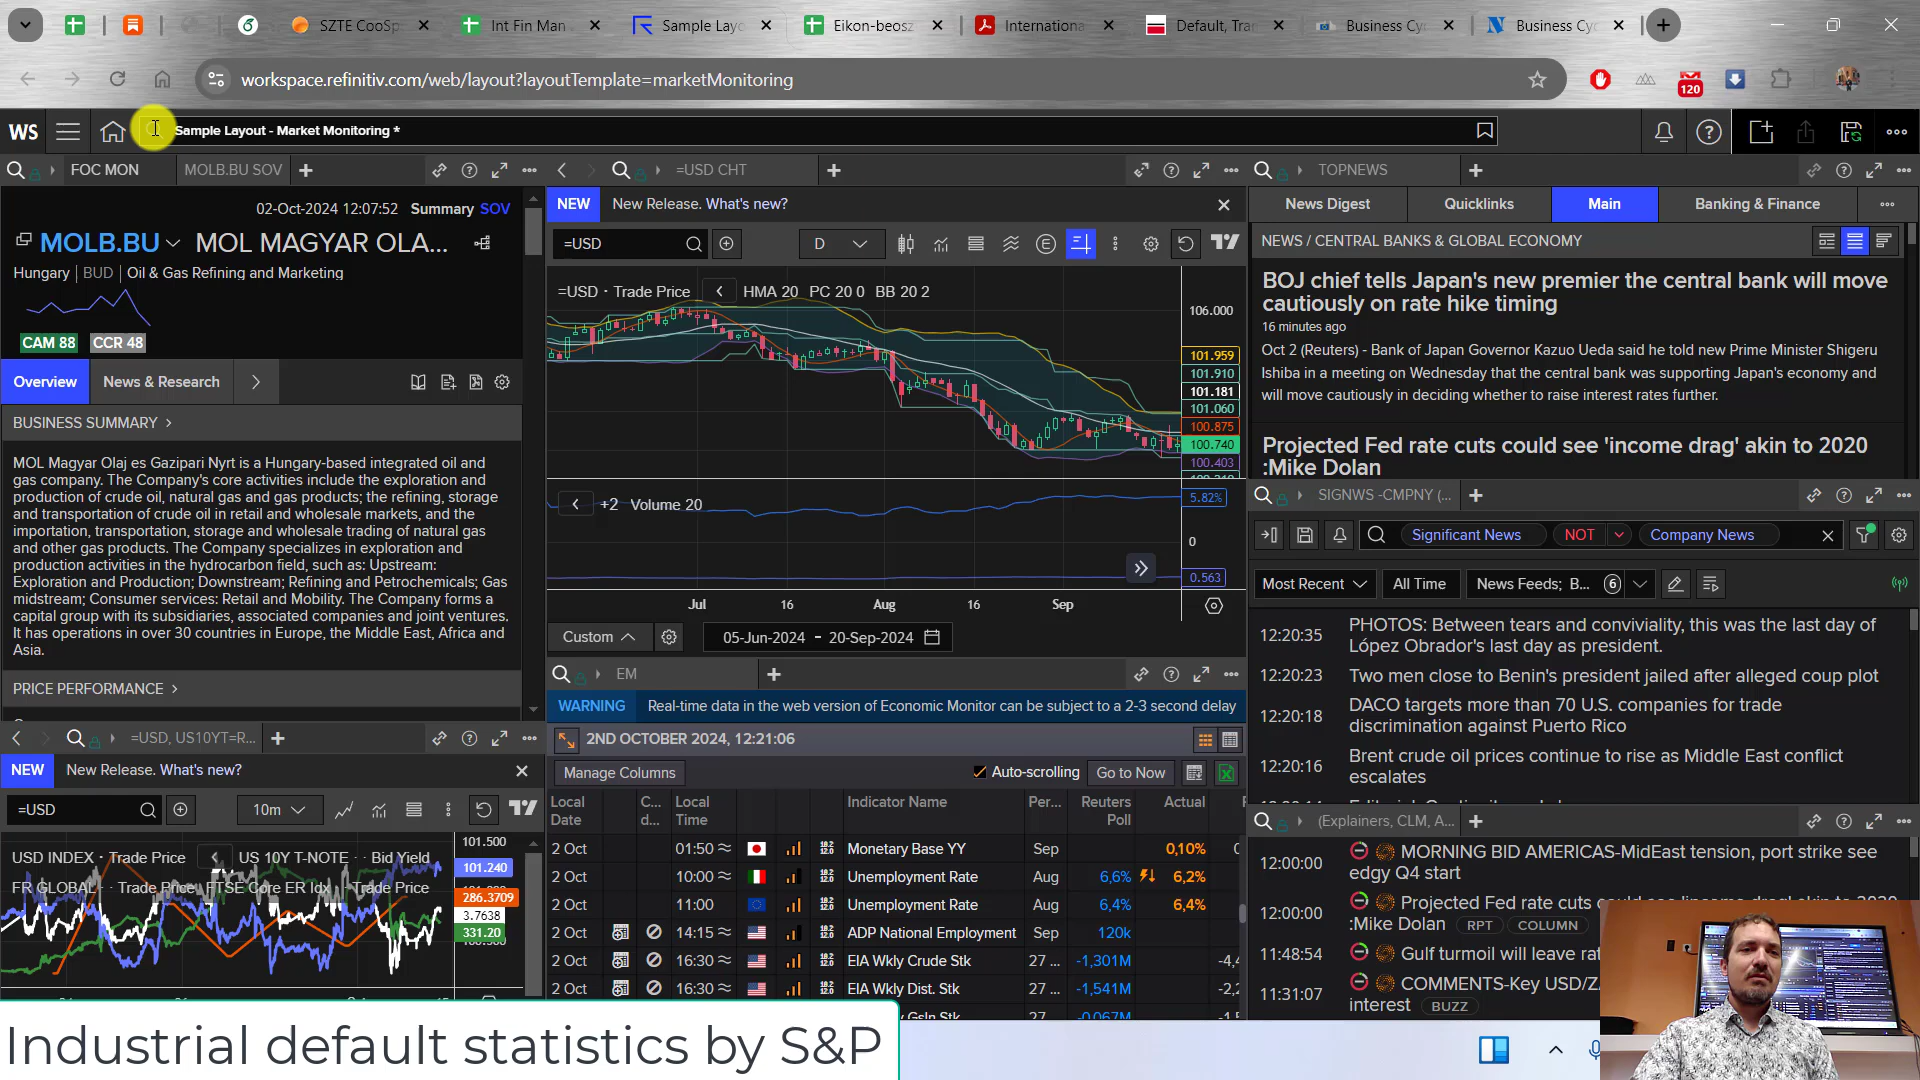 SZTE CooSp
Int Fin Man
Sample Layo
Eikon-beosz
Internationa
Default, Tra
Business Cy
Business Cy
workspace.refinitiv.com/web/layout?layoutTemplate=marketMonitoring
120
WS
Sample Layout - Market Monitoring *
FOC MON
MOLB.BU SOV
02-Oct-2024 12:07:52 Summary SOV
MOLB.BU MOL MAGYAR OLA...
Hungary | BUD | Oil & Gas Refining and Marketing
CAM 88 CCR 48
Overview
News & Research
BUSINESS SUMMARY >
MOL Magyar Olaj es Gazipari Nyrt is a Hungary-based integrated oil and
gas company. The Company's core activities include the exploration and
production of crude oil, natural gas and gas products; the refining, storage
and transportation of crude oil in retail and wholesale markets, and the
importation, transportation, storage and wholesale trading of natural gas
and other gas products. The Company specializes in exploration and
production activities in the hydrocarbon field, such as: Upstream:
Exploration and Production; Downstream; Refining and Petrochemicals; Gas
midstream; Consumer services: Retail and Mobility. The Company forms a
capital group with its subsidiaries, associated companies and joint ventures.
It has operations in over 30 countries in Europe, the Middle East, Africa and
Asia.
PRICE PERFORMANCE >
=USD, US10YT=R...
NEW New Release. What's new?
=USD
10m
USD INDEX · Trade Price US 10Y T-NOTE · Bid Yield
FR GLOBAL · Trade Price FTSE Core ER Idx · Trade Price
101.500
101.240
286.3709
3.7638
331.20
=USD CHT
NEW New Release. What's new?
=USD
D
=USD · Trade Price HMA 20 PC 20 0 BB 20 2
106.000
101.959
101.910
101.181
101.060
100.875
100.740
100.403
+2 Volume 20
5.82%
0
0.563
Jul 16 Aug 16 Sep
Custom
05-Jun-2024 - 20-Sep-2024
EM
WARNING Real-time data in the web version of Economic Monitor can be subject to a 2-3 second delay
2ND OCTOBER 2024, 12:21:06
Manage Columns
Auto-scrolling
Go to Now
Local Date
C... d...
Local Time
Indicator Name
Per...
Reuters Poll
Actual
2 Oct 01:50 ≈ Monetary Base YY Sep 0,10%
2 Oct 10:00 ≈ Unemployment Rate Aug 6,6% 6,2%
2 Oct 11:00 Unemployment Rate Aug 6,4% 6,4%
2 Oct 14:15 ≈ ADP National Employment Sep 120k
2 Oct 16:30 ≈ EIA Wkly Crude Stk 27 ... -1,301M -4,4
2 Oct 16:30 ≈ EIA Wkly Dist. Stk 27 ... -1,541M -2,2
TOPNEWS
News Digest
Quicklinks
Main
Banking & Finance
NEWS / CENTRAL BANKS & GLOBAL ECONOMY
BOJ chief tells Japan's new premier the central bank will move
cautiously on rate hike timing
16 minutes ago
Oct 2 (Reuters) - Bank of Japan Governor Kazuo Ueda said he told new Prime Minister Shigeru
Ishiba in a meeting on Wednesday that the central bank was supporting Japan's economy and
will move cautiously in deciding whether to raise interest rates further.
Projected Fed rate cuts could see 'income drag' akin to 2020
:Mike Dolan
SIGNWS -CMPNY (...
Significant News
NOT
Company News
Most Recent
All Time
News Feeds; B... 6
12:20:35 PHOTOS: Between tears and conviviality, this was the last day of
López Obrador's last day as president.
12:20:23 Two men close to Benin's president jailed after alleged coup plot
12:20:18 DACO targets more than 70 U.S. companies for trade
discrimination against Puerto Rico
12:20:16 Brent crude oil prices continue to rise as Middle East conflict
escalates
(Explainers, CLM, A...
12:00:00 MORNING BID AMERICAS-MidEast tension, port strike see
edgy Q4 start
12:00:00 Projected Fed rate cuts could see 'income drag' akin to 2020
:Mike Dolan RPT COLUMN
11:48:54 Gulf turmoil will leave rat
11:31:07 COMMENTS-Key USD/Z
interest BUZZ
Industrial default statistics by S&P